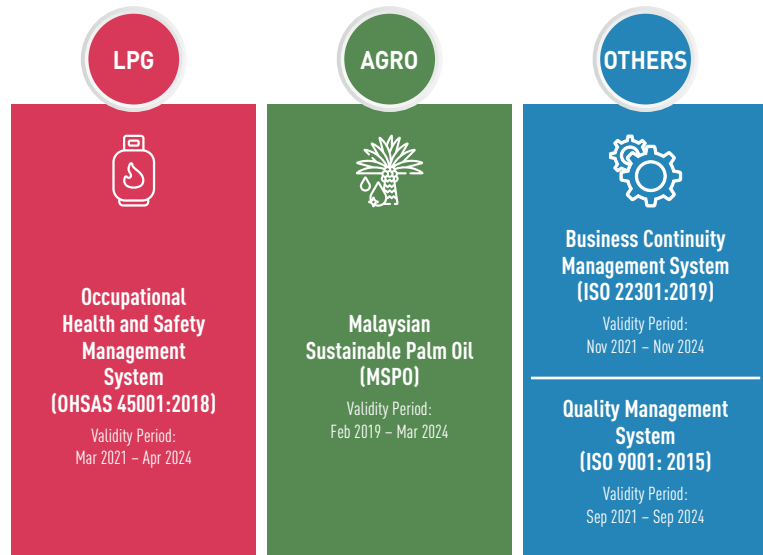 LPG
Occupational
Health and Safety
Management
System
(OHSAS 45001:2018)
Validity Period:
Mar 2021 – Apr 2024
AGRO
Malaysian
Sustainable Palm Oil
(MSPO)
Validity Period:
Feb 2019 – Mar 2024
OTHERS
Business Continuity
Management System
(ISO 22301:2019)
Validity Period:
Nov 2021 – Nov 2024
Quality Management
System
(ISO 9001: 2015)
Validity Period:
Sep 2021 – Sep 2024